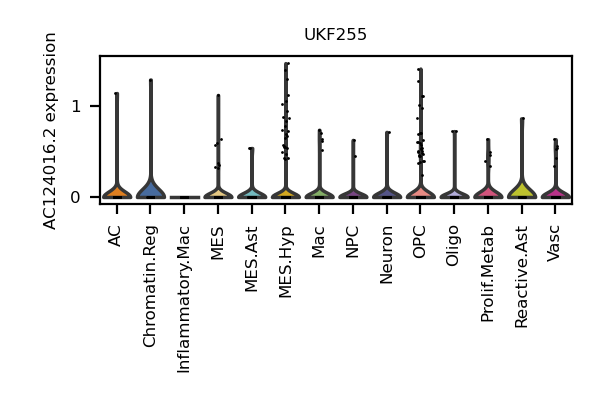 UKF255
AC124016.2 expression
1
0
AC
Chromatin.Reg
Inflammatory.Mac
MES
MES.Ast
MES.Hyp
Mac
NPC
Neuron
OPC
Oligo
Prolif.Metab
Reactive.Ast
Vasc